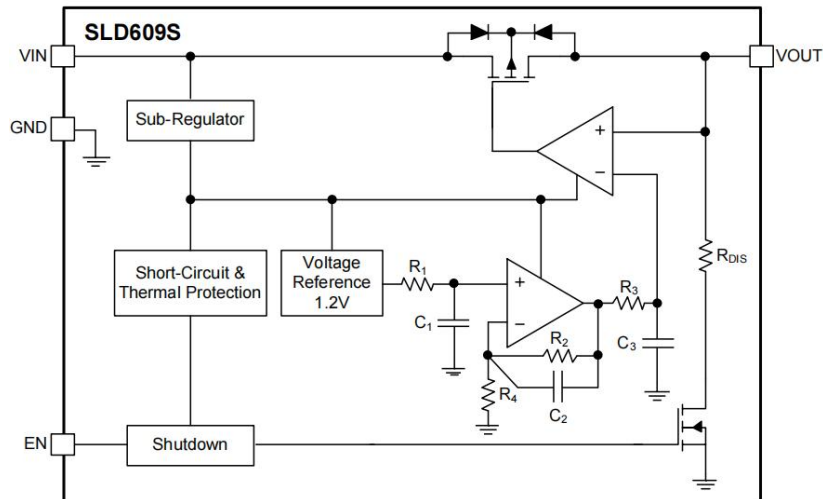 SLD609S
VIN
VOUT
GND
Sub-Regulator
+
−
R_DIS
Short-Circuit &
Thermal Protection
Voltage
Reference
1.2V
R₁
C₁
+
−
R₂
R₃
C₃
R₄
C₂
EN
Shutdown